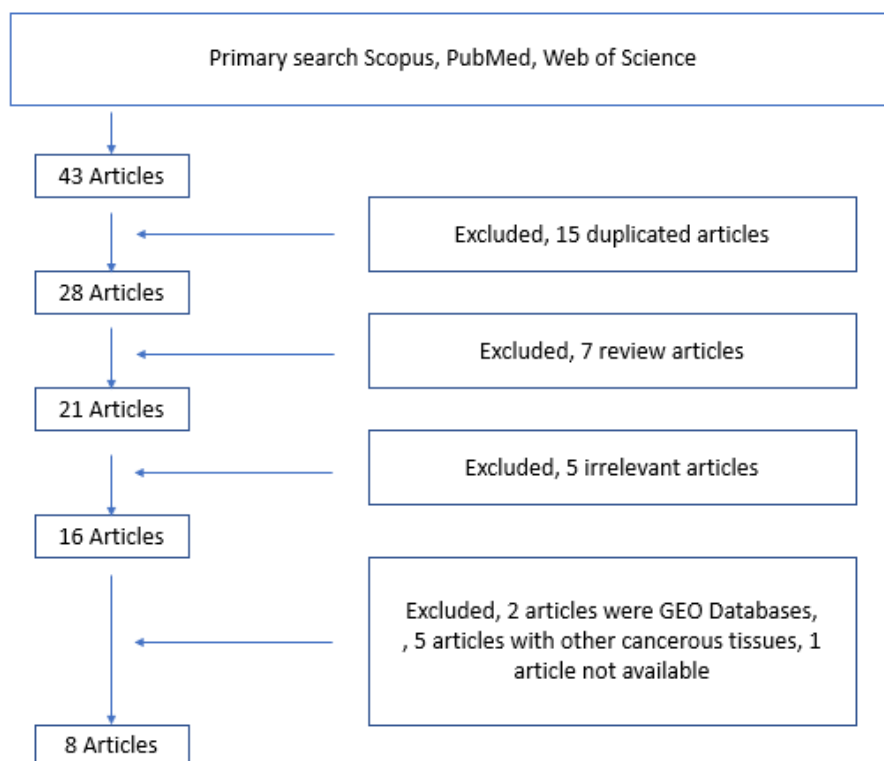 Primary search Scopus, PubMed, Web of Science
43 Articles
Excluded, 15 duplicated articles
28 Articles
Excluded, 7 review articles
21 Articles
Excluded, 5 irrelevant articles
16 Articles
Excluded, 2 articles were GEO Databases,
, 5 articles with other cancerous tissues, 1
article not available
8 Articles